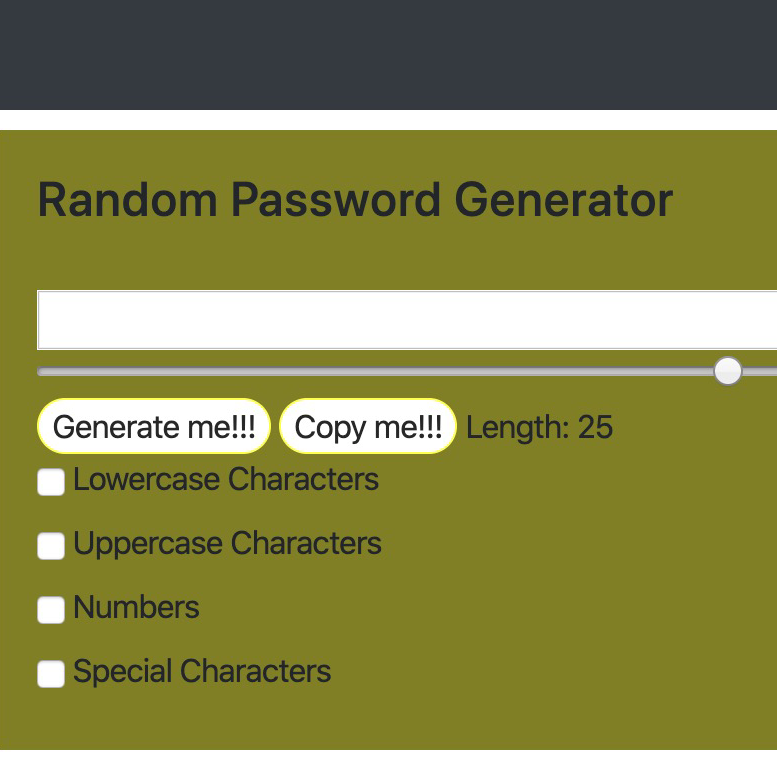 Random Password Generator
Generate me!!! Copy me!!! Length: 25
Lowercase Characters
Uppercase Characters
Numbers
Special Characters